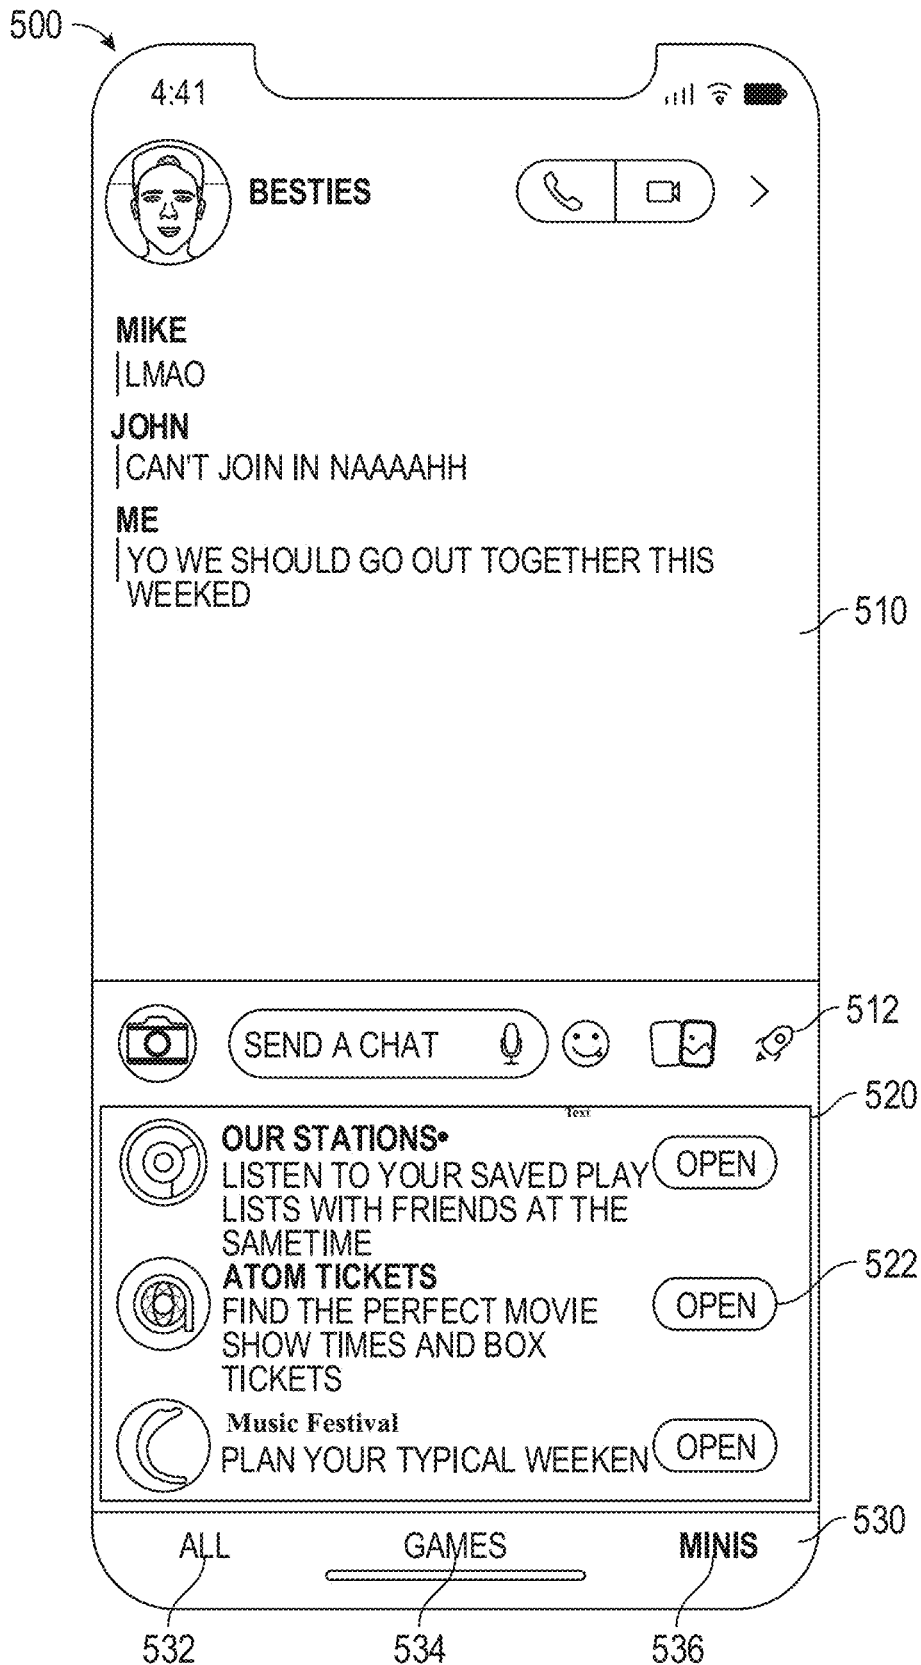 500
4:41
BESTIES
MIKE
LMAO
JOHN
CAN'T JOIN IN NAAAAHH
ME
YO WE SHOULD GO OUT TOGETHER THIS
WEEKED
510
512
SEND A CHAT
520
Text
OUR STATIONS•
LISTEN TO YOUR SAVED PLAY
LISTS WITH FRIENDS AT THE
SAMETIME
OPEN
ATOM TICKETS
FIND THE PERFECT MOVIE
SHOW TIMES AND BOX
TICKETS
OPEN
522
Music Festival
PLAN YOUR TYPICAL WEEKEN
OPEN
530
ALL
GAMES
MINIS
532
534
536